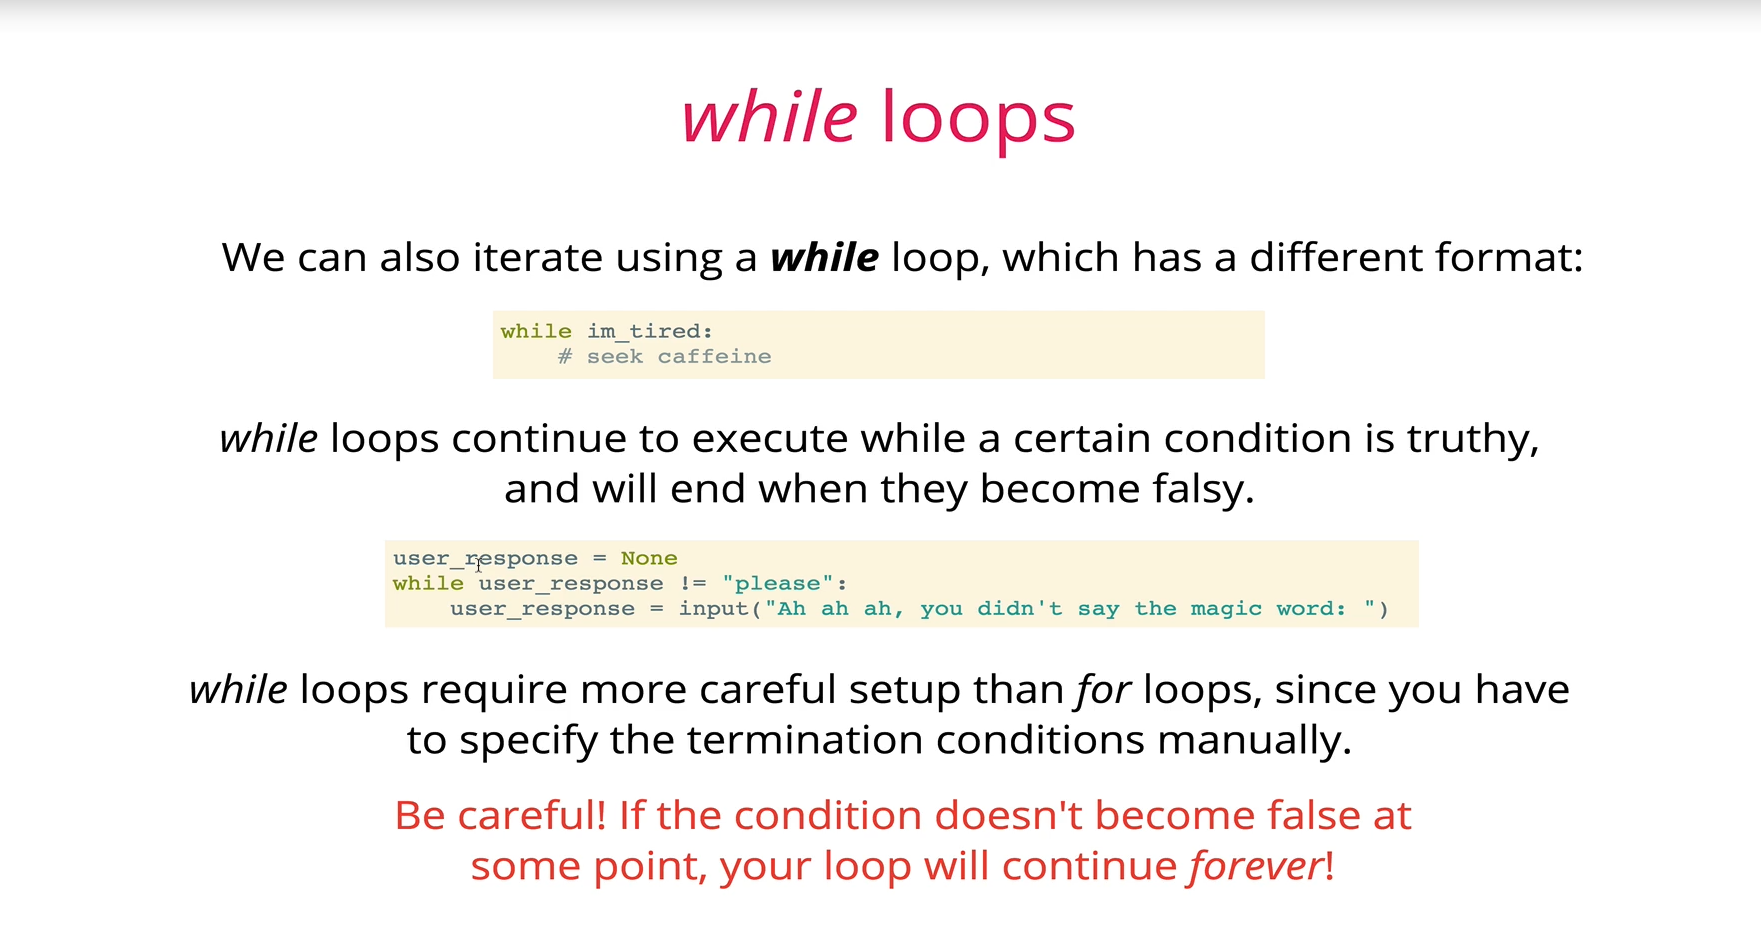 while loops
We can also iterate using a while loop, which has a different format:
while im_tired:
    # seek caffeine
while loops continue to execute while a certain condition is truthy,
and will end when they become falsy.
user_response = None
while user_response != "please":
    user_response = input("Ah ah ah, you didn't say the magic word: ")
while loops require more careful setup than for loops, since you have
to specify the termination conditions manually.
Be careful! If the condition doesn't become false at
some point, your loop will continue forever!